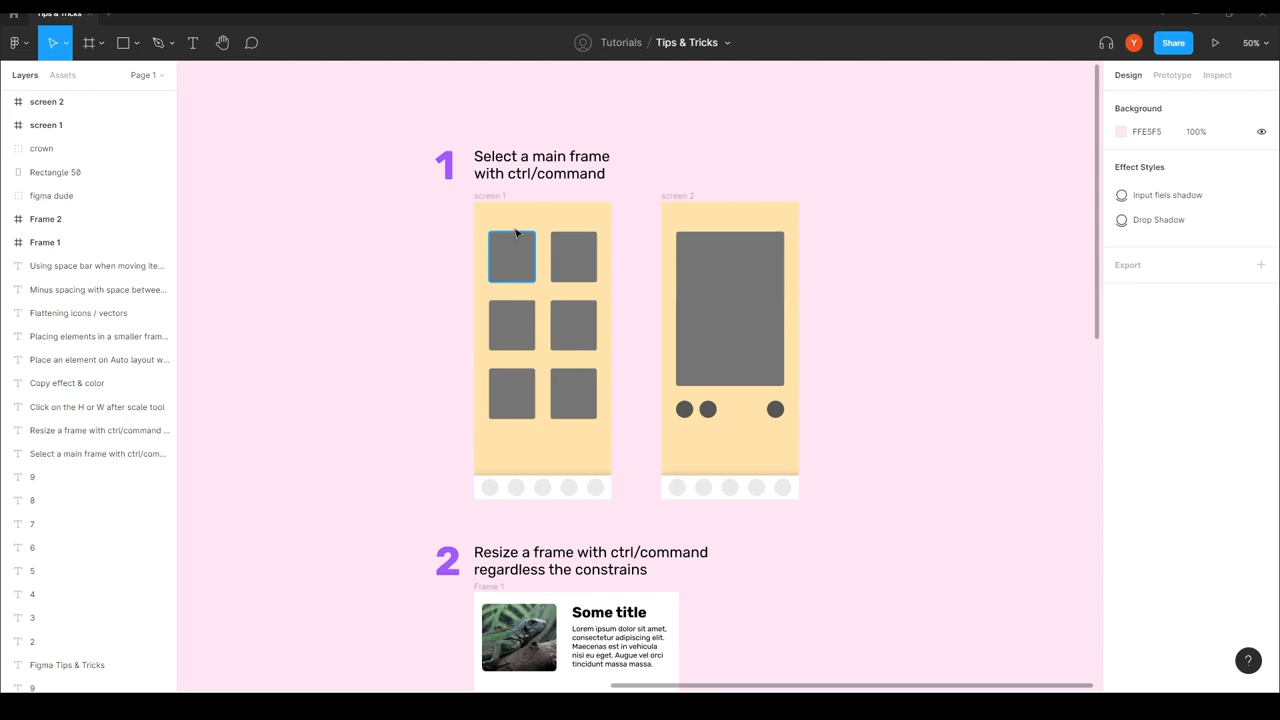 Tips & Tricks
Tutorials / Tips & Tricks
Y
Share
50%
Layers
Assets
Page 1
screen 2
screen 1
crown
Rectangle 50
figma dude
Frame 2
Frame 1
Using space bar when moving ite...
Minus spacing with space betwee...
Flattening icons / vectors
Placing elements in a smaller fram...
Place an element on Auto layout w...
Copy effect & color
Click on the H or W after scale tool
Resize a frame with ctrl/command ...
Select a main frame with ctrl/com...
9
8
7
6
5
4
3
2
Figma Tips & Tricks
9
1
Select a main frame
with ctrl/command
screen 1
screen 2
2
Resize a frame with ctrl/command
regardless the constrains
Frame 1
Some title
Lorem ipsum dolor sit amet,
consectetur adipiscing elit.
Maecenas est in vehicula
nisi eu eget. Augue vel orci
tincidunt massa massa.
Design
Prototype
Inspect
Background
FFE5F5
100%
Effect Styles
input fiels shadow
Drop Shadow
Export
?